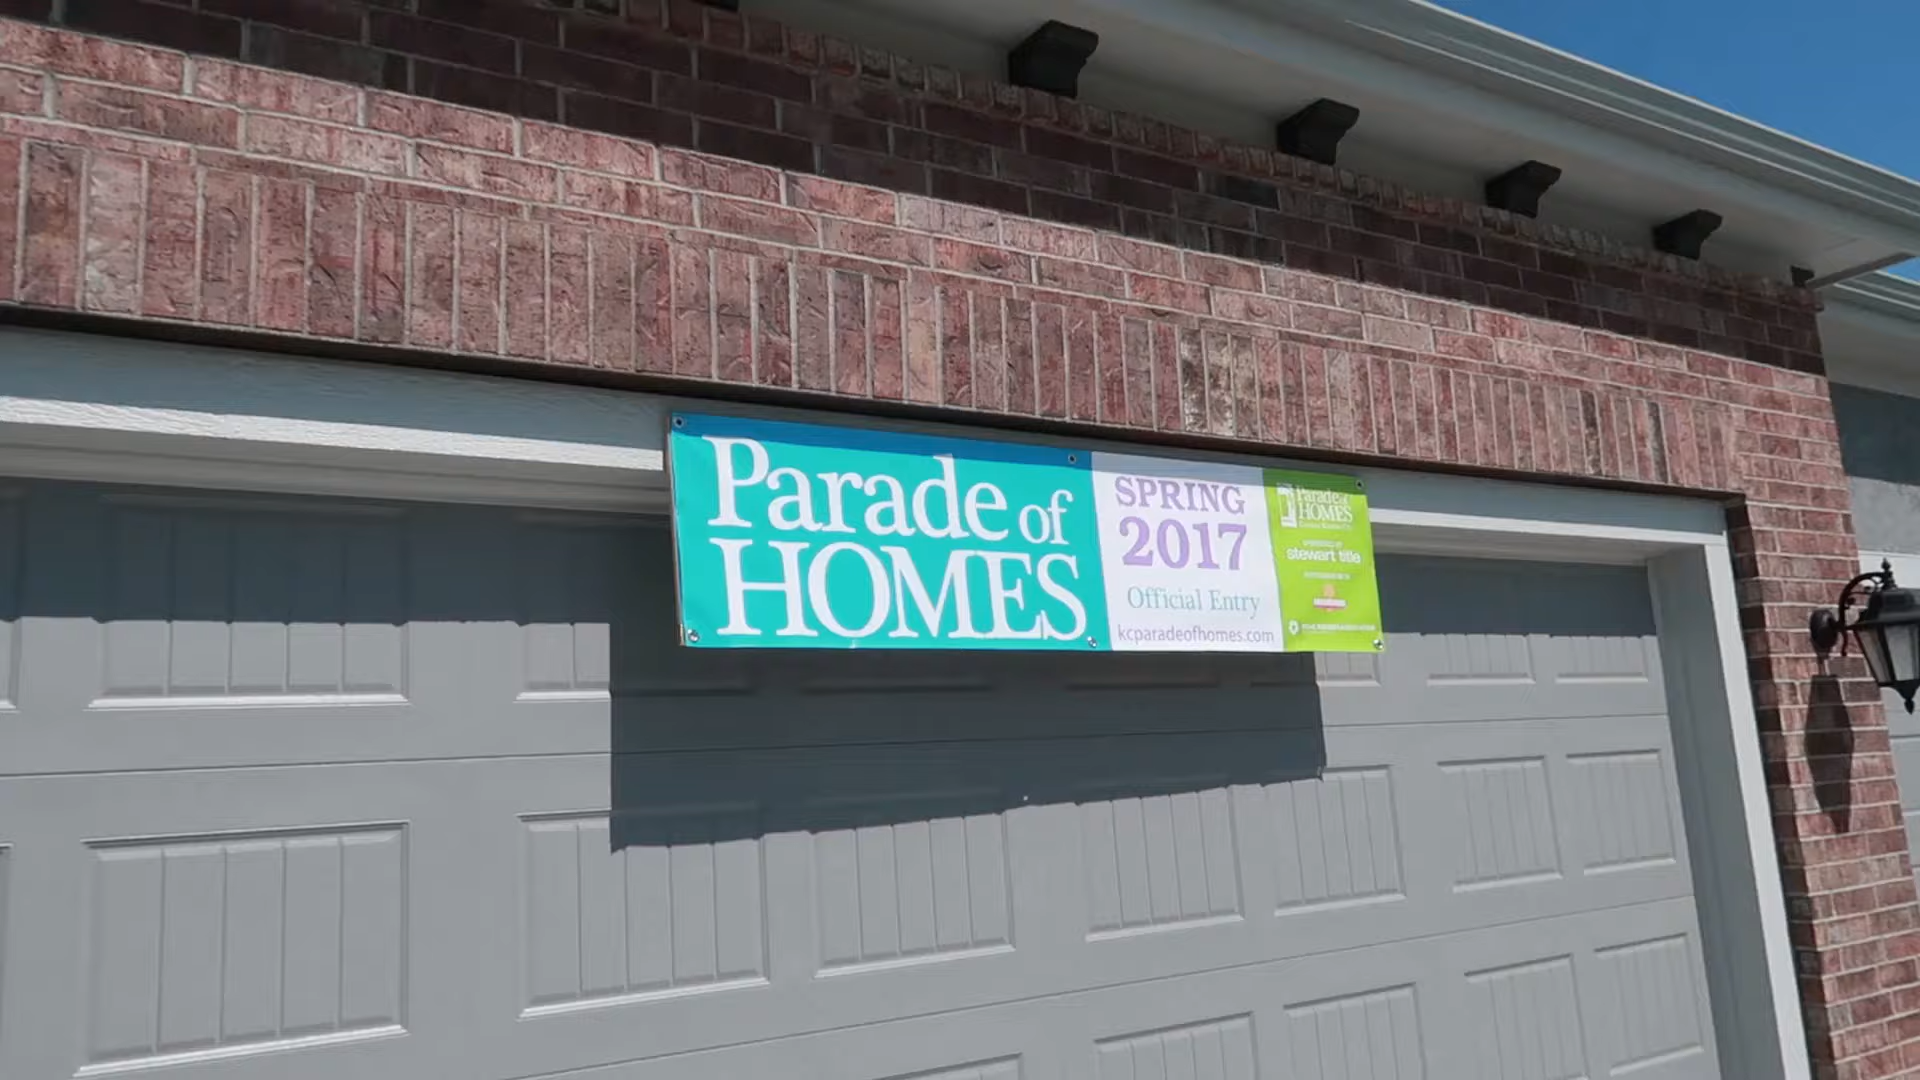 Parade of
HOMES
SPRING
2017
Official Entry
kcparadeofhomes.com
Parade of
HOMES
stewart title